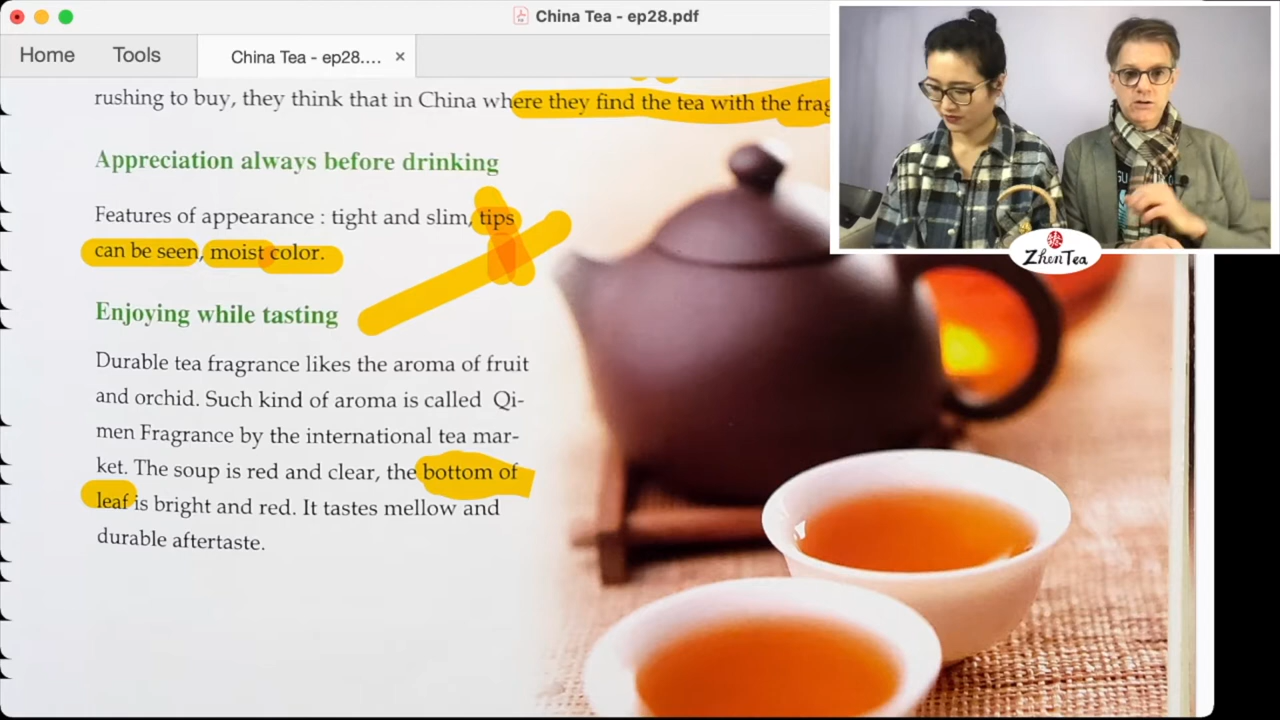 China Tea - ep28.pdf
Home Tools China Tea - ep28.... ×
rushing to buy, they think that in China where they find the tea with the frag
Appreciation always before drinking
Features of appearance : tight and slim, tips
can be seen, moist color.
Enjoying while tasting
Durable tea fragrance likes the aroma of fruit
and orchid. Such kind of aroma is called Qi-
men Fragrance by the international tea mar-
ket. The soup is red and clear, the bottom of
leaf is bright and red. It tastes mellow and
durable aftertaste.
ZhenTea